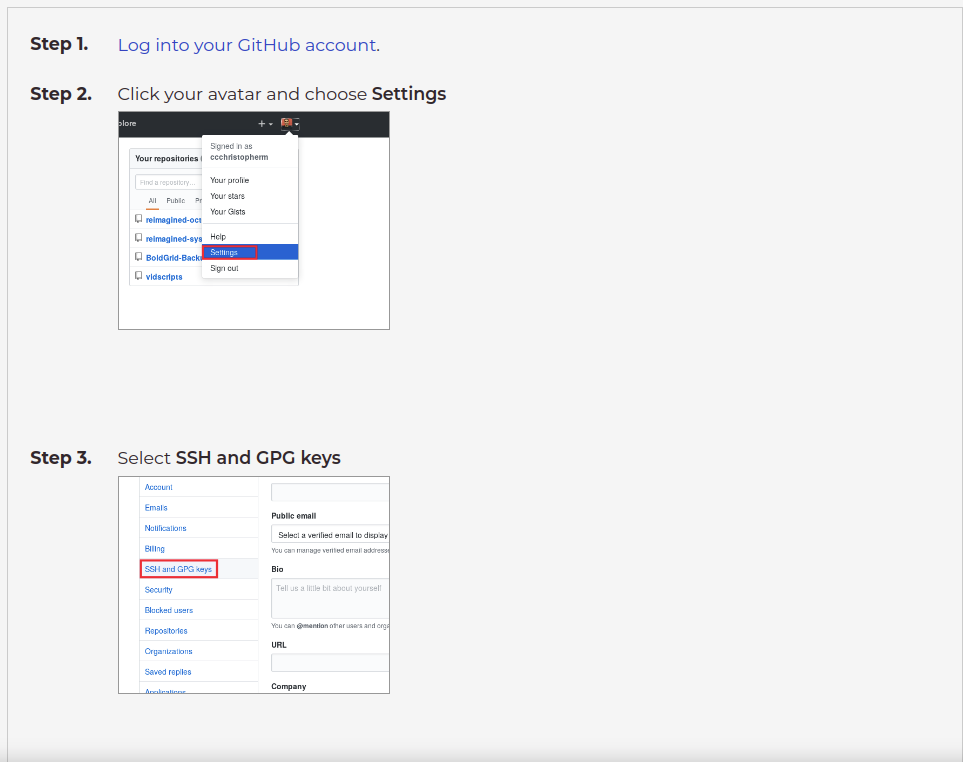 Step 1. Log into your GitHub account.
Step 2. Click your avatar and choose Settings
plore
Signed in as
ccchristopherm
Your repositories
Find a repository...
All Public Pr
reimagined-oct
reimagined-sys
BoldGrid-Back
vidscripts
Your profile
Your stars
Your Gists
Help
Settings
Sign out
Step 3. Select SSH and GPG keys
Account
Emails
Notifications
Billing
SSH and GPG keys
Security
Blocked users
Repositories
Organizations
Saved replies
Applications
Public email
Select a verified email to display
You can manage verified email addresse
Bio
Tell us a little bit about yourself
You can @mention other users and orga
URL
Company